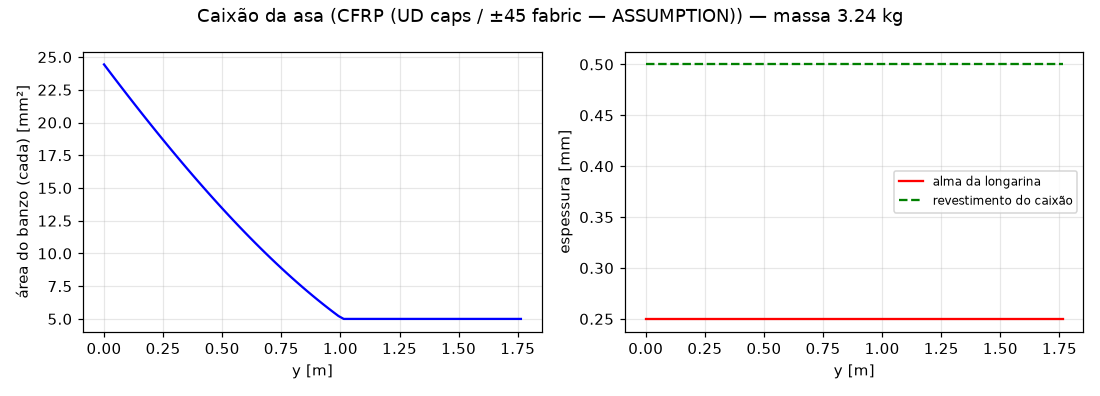 Caixão da asa (CFRP (UD caps / ±45 fabric — ASSUMPTION)) — massa 3.24 kg
área do banzo (cada) [mm²]
25.0
22.5
20.0
17.5
15.0
12.5
10.0
7.5
5.0
0.00 0.25 0.50 0.75 1.00 1.25 1.50 1.75
y [m]
espessura [mm]
0.50
0.45
0.40
0.35
0.30
0.25
alma da longarina
revestimento do caixão
0.00 0.25 0.50 0.75 1.00 1.25 1.50 1.75
y [m]